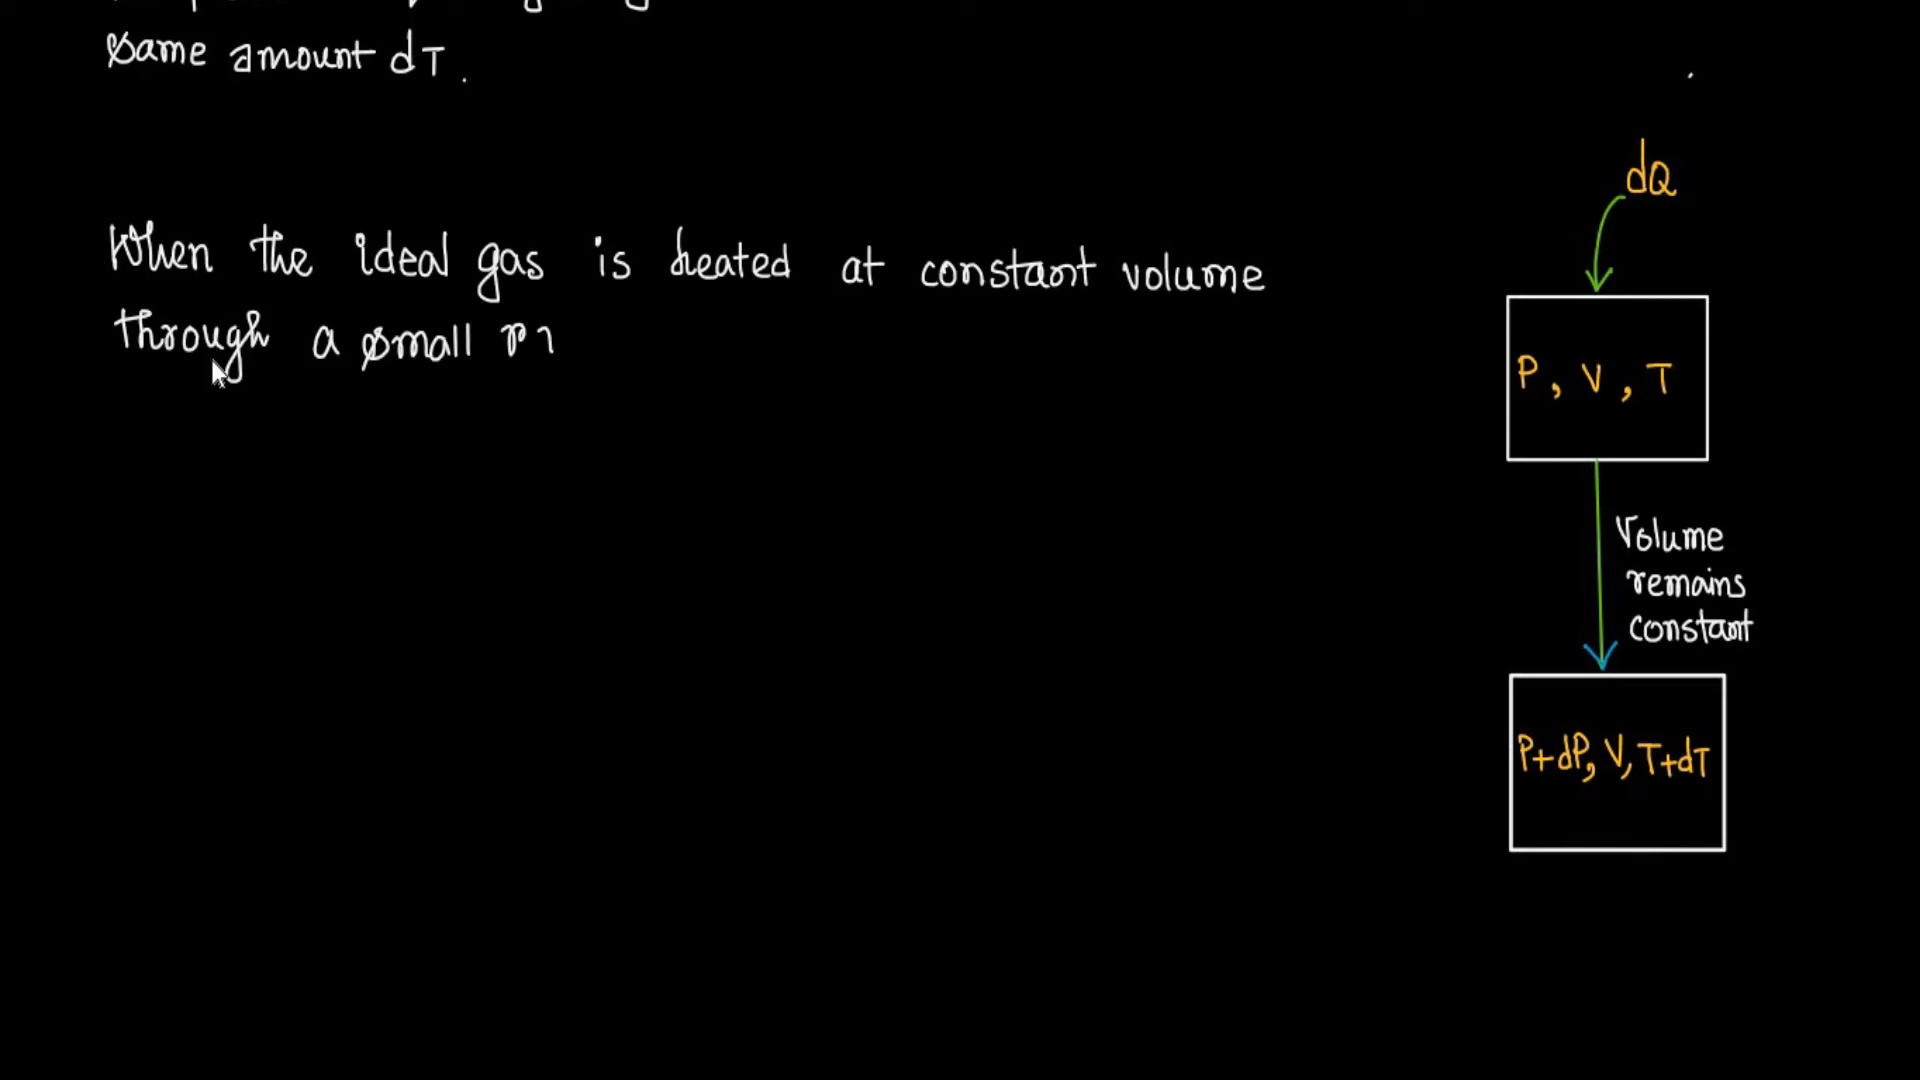 same amount dT.
When the ideal gas is heated at constant volume
through a small
dQ
P, V, T
Volume
remains
constant
P+dP, V, T+dT